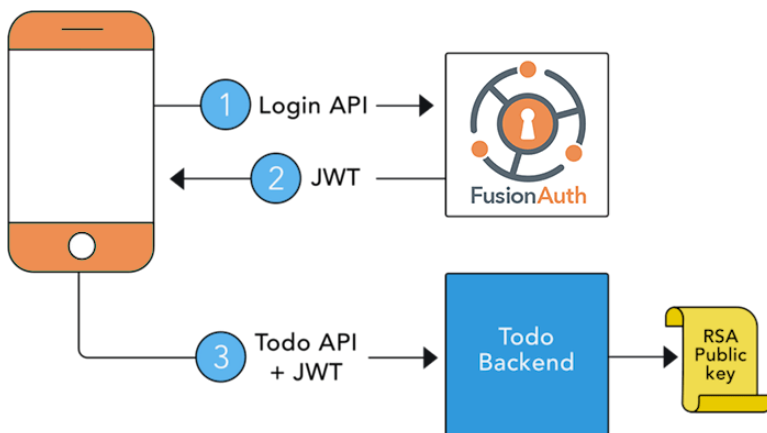 1 Login API
2 JWT
FusionAuth
3 Todo API
+ JWT
Todo
Backend
RSA
Public
key